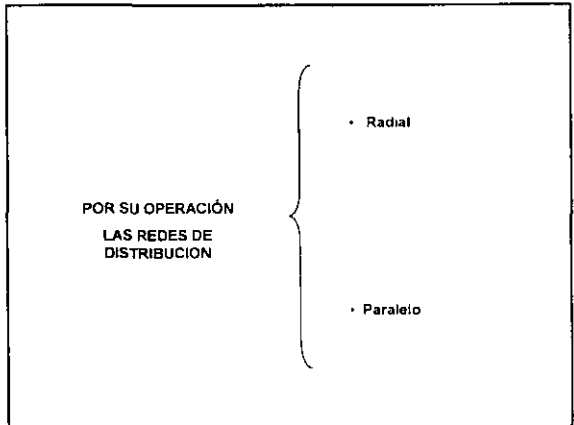 POR SU OPERACIÓN
LAS REDES DE
DISTRIBUCION
• Radial
• Paralelo